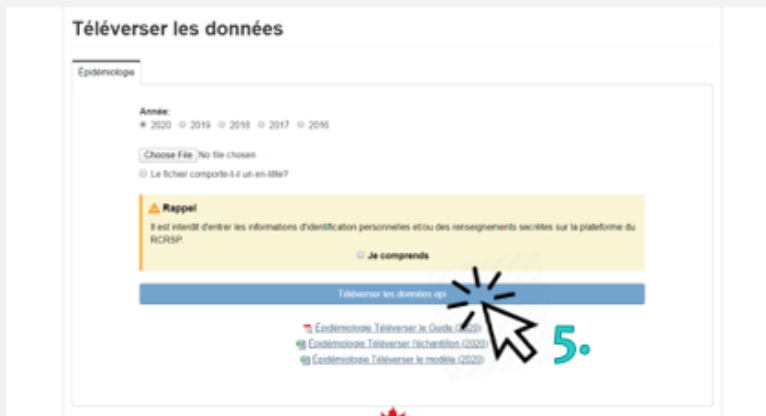 Téléverser les données
Épidémiologie
Année:
2020 2019 2018 2017 2016
Choose File No file chosen
Le fichier comporte-t-il un en-tête?
Rappel
Il est interdit d'entrer les informations d'identification personnelles et/ou des renseignements secrètes sur la plateforme du
RCRSP.
Je comprends
Téléverser les données epi
Épidémiologie Téléverser le Guide (2020)
Épidémiologie Téléverser l'échantillon (2020)
Épidémiologie Téléverser le modèle (2020)
5.